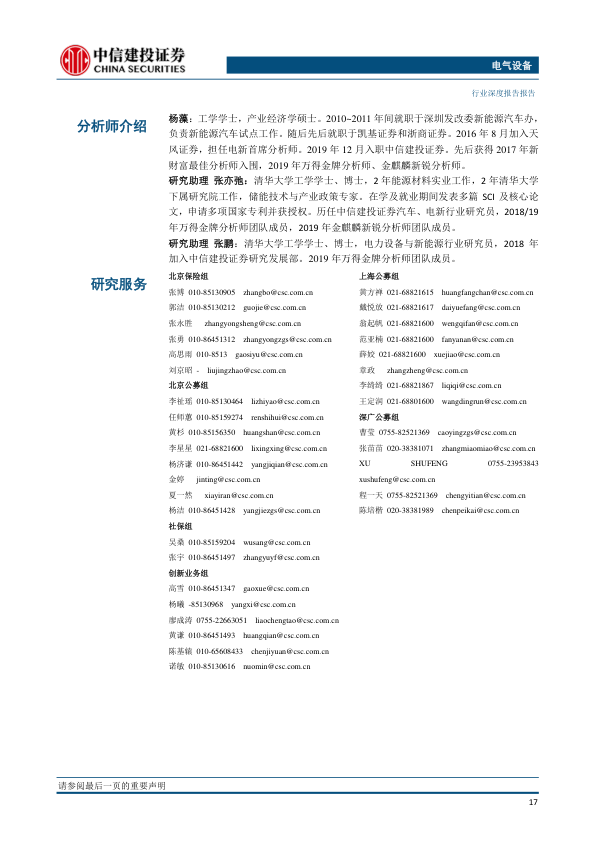 中信建投证券
CHINA SECURITIES
电气设备
行业深度报告报告
分析师介绍
杨藻：工学学士，产业经济学硕士。2010~2011 年间就职于深圳发改委新能源汽车办，
负责新能源汽车试点工作。随后先后就职于凯基证券和浙商证券。2016 年 8 月加入天
风证券，担任电新首席分析师。2019 年 12 月入职中信建投证券。先后获得 2017 年新
财富最佳分析师入围，2019 年万得金牌分析师、金麒麟新锐分析师。
研究助理 张亦弛：清华大学工学学士、博士，2 年能源材料实业工作，2 年清华大学
下属研究院工作，储能技术与产业政策专家。在学及就业期间发表多篇 SCI 及核心论
文，申请多项国家专利并获授权。历任中信建投证券汽车、电新行业研究员，2018/19
年万得金牌分析师团队成员，2019 年金麒麟新锐分析师团队成员。
研究助理 张鹏：清华大学工学学士、博士，电力设备与新能源行业研究员，2018 年
加入中信建投证券研究发展部。2019 年万得金牌分析师团队成员。
研究服务
北京保险组
张博 010-85130905 zhangbo@csc.com.cn
郭洁 010-85130212 guojie@csc.com.cn
张永胜 zhangyongsheng@csc.com.cn
张勇 010-86451312 zhangyongzgs@csc.com.cn
高思雨 010-8513 gaosiyu@csc.com.cn
刘京昭 - liujingzhao@csc.com.cn
北京公募组
李祉瑶 010-85130464 lizhiyao@csc.com.cn
任师蕙 010-85159274 renshihui@csc.com.cn
黄杉 010-85156350 huangshan@csc.com.cn
李星星 021-68821600 lixingxing@csc.com.cn
杨济谦 010-86451442 yangjiqian@csc.com.cn
金婷 jinting@csc.com.cn
夏一然 xiayiran@csc.com.cn
杨洁 010-86451428 yangjiezgs@csc.com.cn
社保组
吴桑 010-85159204 wusang@csc.com.cn
张宇 010-86451497 zhangyuyf@csc.com.cn
创新业务组
高雪 010-86451347 gaoxue@csc.com.cn
杨曦 -85130968 yangxi@csc.com.cn
廖成涛 0755-22663051 liaochengtao@csc.com.cn
黄谦 010-86451493 huangqian@csc.com.cn
陈基辕 010-65608433 chenjiyuan@csc.com.cn
诺敏 010-85130616 nuomin@csc.com.cn
上海公募组
黄方禅 021-68821615 huangfangchan@csc.com.cn
戴悦放 021-68821617 daiyuefang@csc.com.cn
翁起帆 021-68821600 wengqifan@csc.com.cn
范亚楠 021-68821600 fanyanan@csc.com.cn
薛姣 021-68821600 xuejiao@csc.com.cn
章政 zhangzheng@csc.com.cn
李绮绮 021-68821867 liqiqi@csc.com.cn
王定润 021-68801600 wangdingrun@csc.com.cn
深广公募组
曹莹 0755-82521369 caoyingzgs@csc.com.cn
张苗苗 020-38381071 zhangmiaomiao@csc.com.cn
XU SHUFENG 0755-23953843
xushufeng@csc.com.cn
程一天 0755-82521369 chengyitian@csc.com.cn
陈培楷 020-38381989 chenpeikai@csc.com.cn
请参阅最后一页的重要声明
17